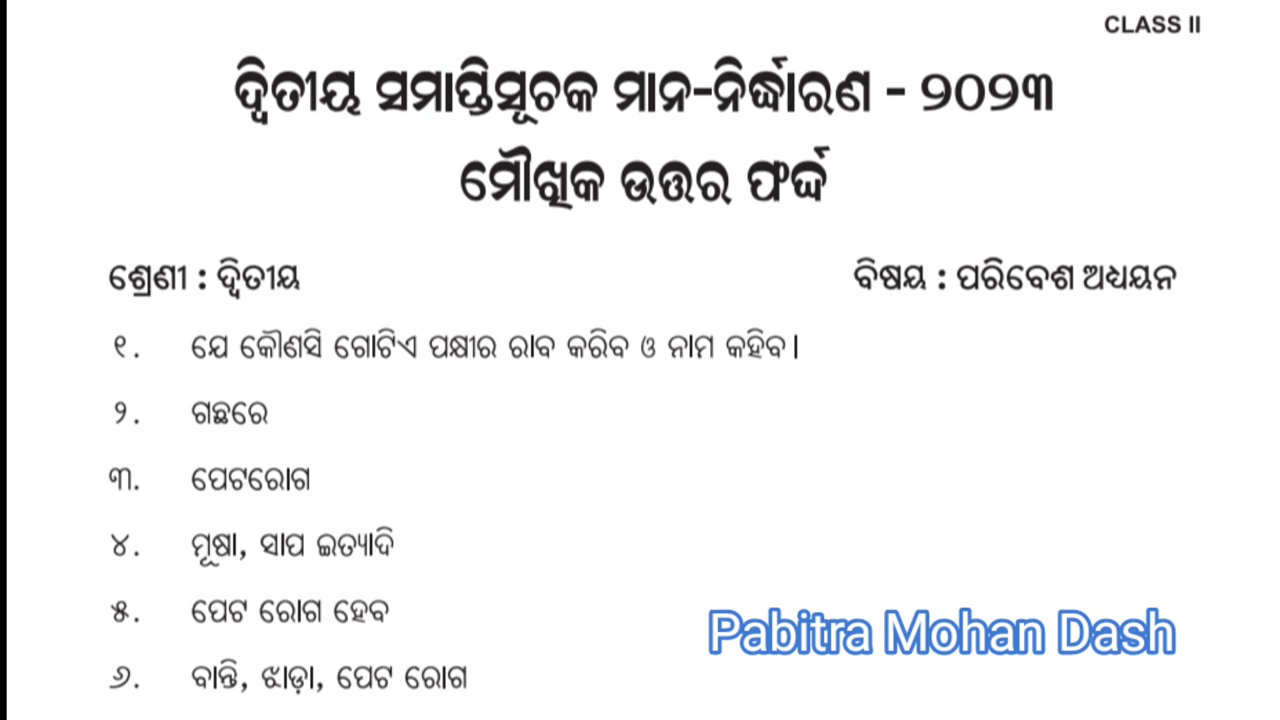 CLASS II
ଦ୍ୱିତୀୟ ସମାପ୍ତିସୂଚକ ମାନ-ନିର୍ଦ୍ଧାରଣ - ୨୦୨୩
ମୌଖିକ ଉତ୍ତର ଫର୍ଦ୍ଦ
ଶ୍ରେଣୀ : ଦ୍ୱିତୀୟ ବିଷୟ : ପରିବେଶ ଅଧ୍ୟୟନ
୧. ଯେ କୌଣସି ଗୋଟିଏ ପକ୍ଷୀର ରାବ କରିବ ଓ ନାମ କହିବ।
୨. ଗଛରେ
୩. ପେଟରୋଗ
୪. ମୂଷା, ସାପ ଇତ୍ୟାଦି
୫. ପେଟ ରୋଗ ହେବ
୬. ବାନ୍ତି, ଝାଡ଼ା, ପେଟ ରୋଗ
Pabitra Mohan Dash